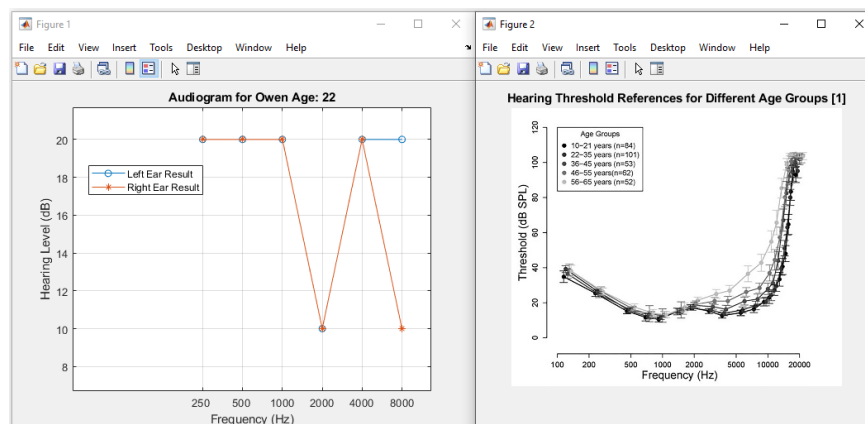 Figure 1
File Edit View Insert Tools Desktop Window Help
Audiogram for Owen Age: 22
Hearing Level (dB)
20
18
16
14
12
10
8
Left Ear Result
Right Ear Result
250 500 1000 2000 4000 8000
Frequency (Hz)
Figure 2
File Edit View Insert Tools Desktop Window Help
Hearing Threshold References for Different Age Groups [1]
Threshold (dB SPL)
120
100
80
60
40
20
0
Age Groups
10−21 years (n=84)
22−35 years (n=101)
36−45 years (n=53)
46−55 years(n=62)
56−65 years (n=52)
100 200 500 1000 2000 5000 10000 20000
Frequency (Hz)